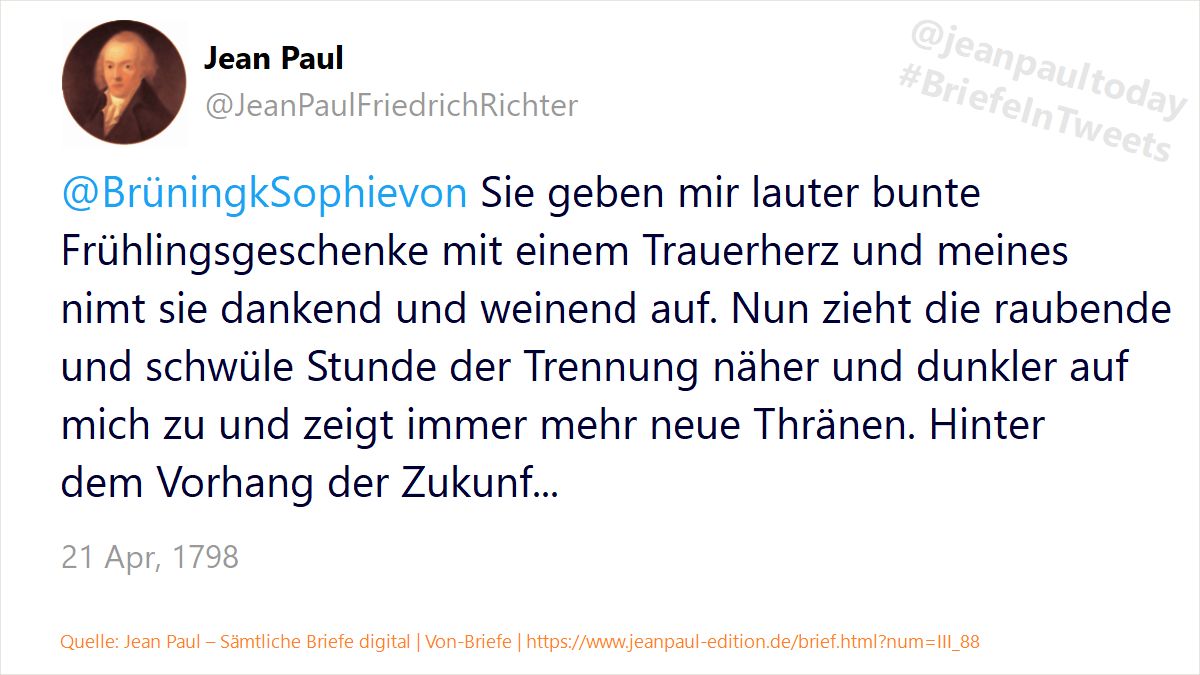 Jean Paul
@JeanPaulFriedrichRichter
@jeanpaultoday
#BriefeInTweets
@BrüningkSophievon Sie geben mir lauter bunte
Frühlingsgeschenke mit einem Trauerherz und meines
nimt sie dankend und weinend auf. Nun zieht die raubende
und schwüle Stunde der Trennung näher und dunkler auf
mich zu und zeigt immer mehr neue Thränen. Hinter
dem Vorhang der Zukunf...
21 Apr, 1798
Quelle: Jean Paul – Sämtliche Briefe digital | Von-Briefe | https://www.jeanpaul-edition.de/brief.html?num=III_88